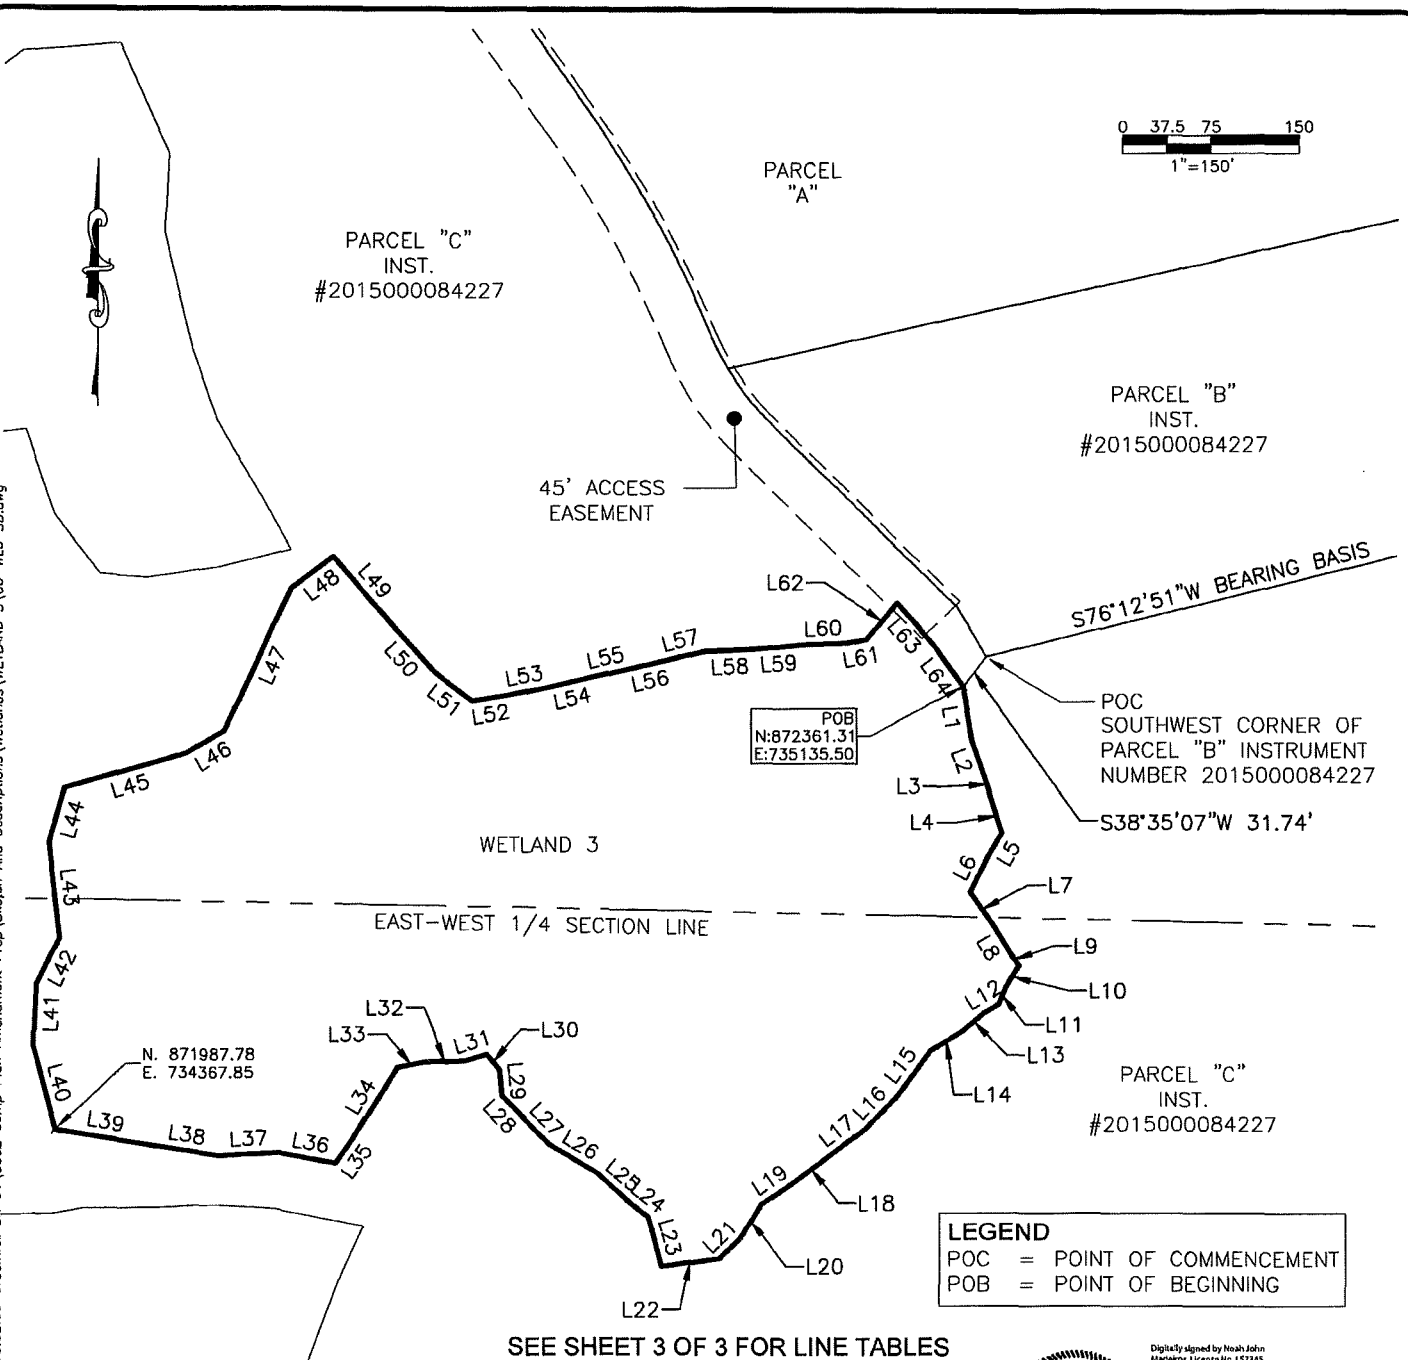 0 37.5 75 150
1"=150'
PARCEL
"A"
PARCEL "C"
INST.
#2015000084227
PARCEL "B"
INST.
#2015000084227
45' ACCESS
EASEMENT
S76°12'51"W BEARING BASIS
L62
L63
L64
L48
L49
L50
L51
L52
L53
L54
L55
L56
L57
L58
L59
L60
L61
L47
L46
L45
L44
L43
L42
L41
L40
POB
N:872361.31
E:735135.50
POC
SOUTHWEST CORNER OF
PARCEL "B" INSTRUMENT
NUMBER 2015000084227
S38°35'07"W 31.74'
L1
L2
L3
L4
L5
L6
L7
L8
L9
L10
L11
L12
L13
L14
L15
L16
L17
L18
L19
L20
L21
L22
L23
L24
L25
L26
L27
L28
L29
L30
L31
L32
L33
L34
L35
L36
L37
L38
L39
WETLAND 3
EAST-WEST 1/4 SECTION LINE
N. 871987.78
E. 734367.85
PARCEL "C"
INST.
#2015000084227
LEGEND
POC = POINT OF COMMENCEMENT
POB = POINT OF BEGINNING
SEE SHEET 3 OF 3 FOR LINE TABLES
Digitally signed by Noah John